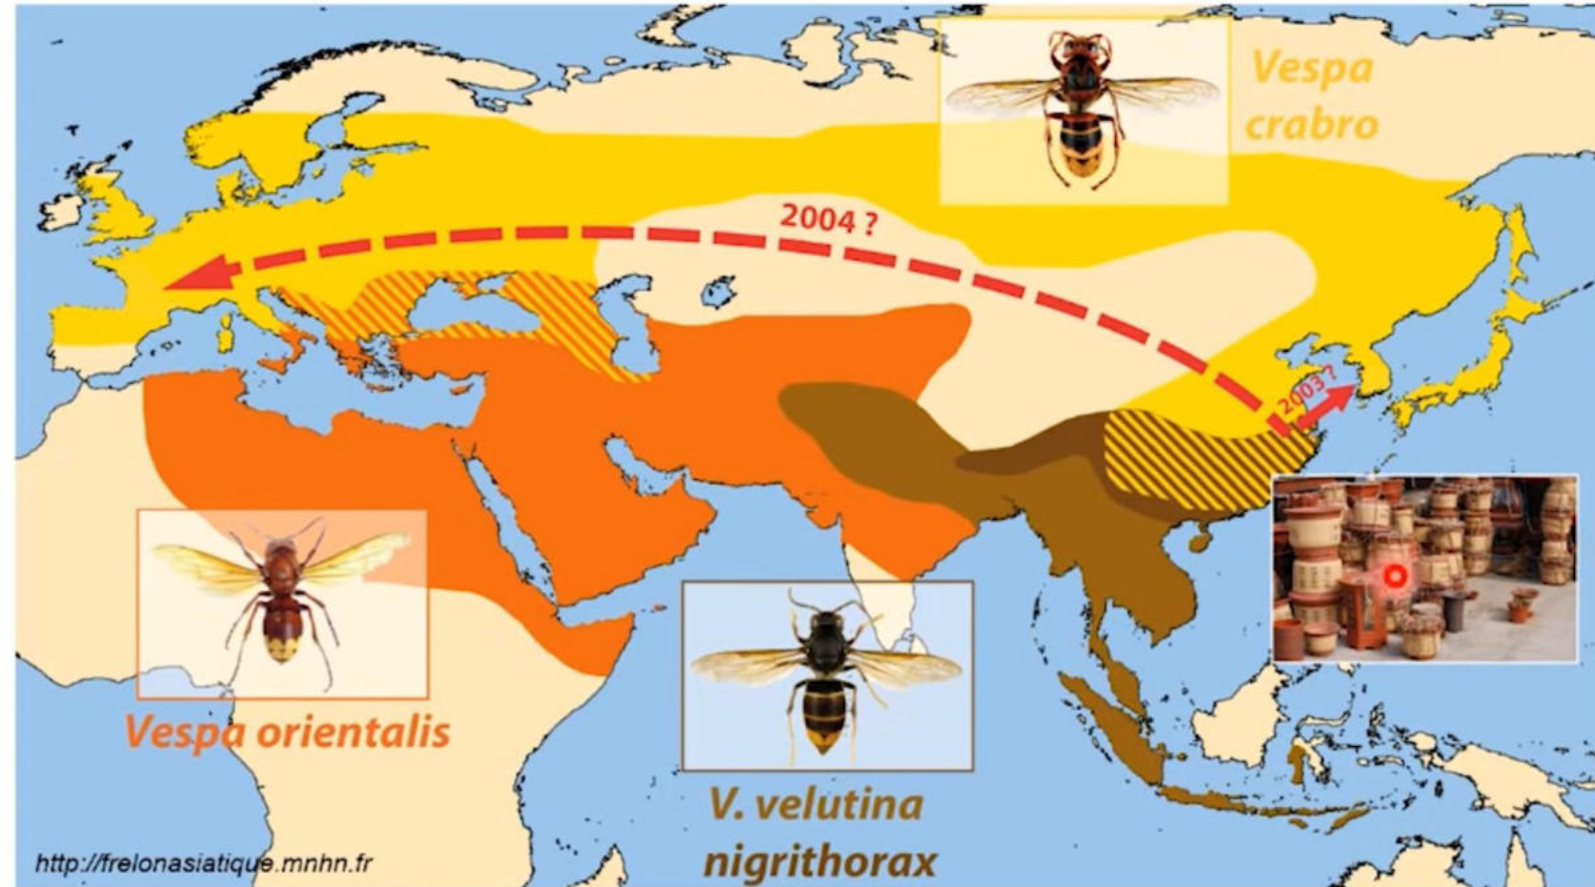 Vespa
crabro
2004 ?
2003 ?
Vespa orientalis
V. velutina
nigrithorax
http://frelonasiatique.mnhn.fr